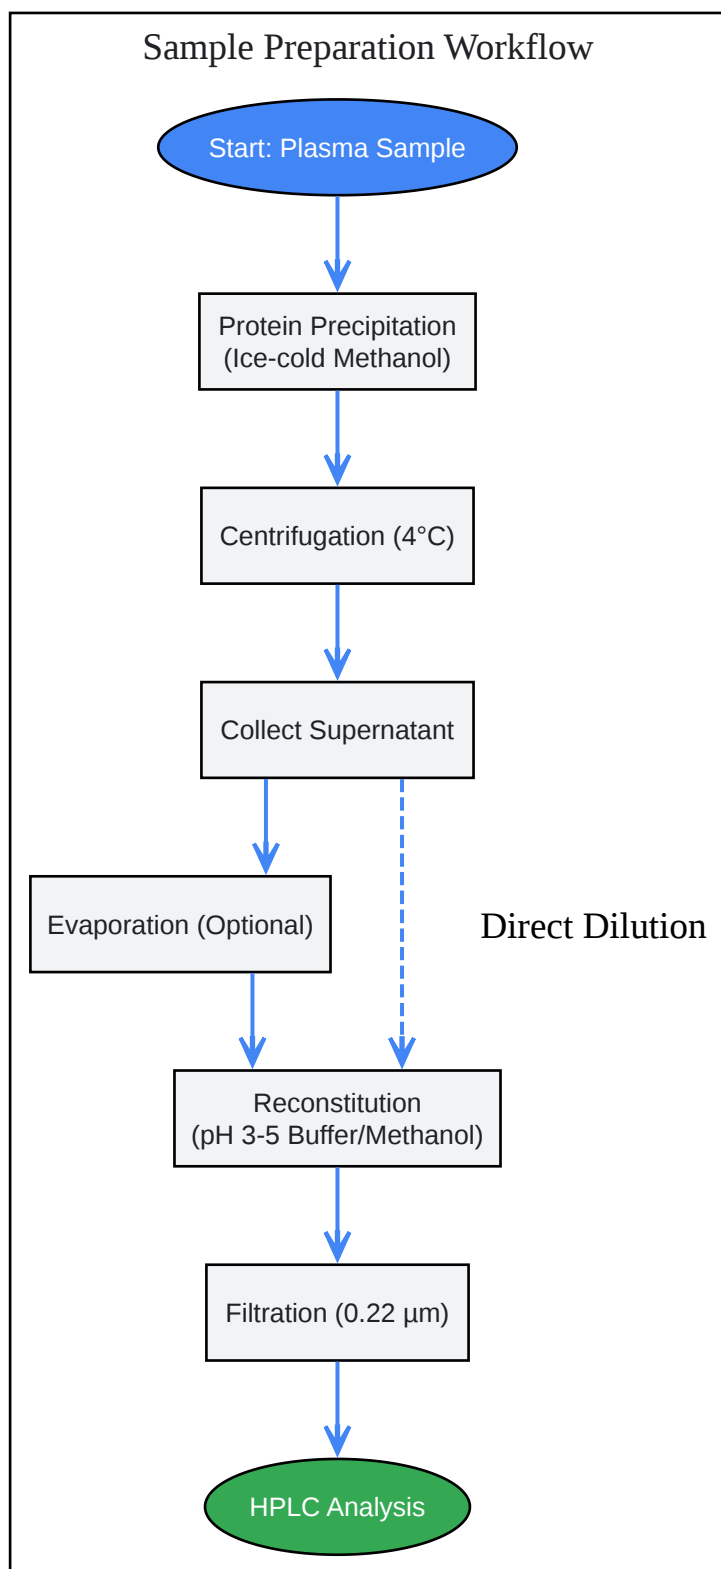 Sample Preparation Workflow
Start: Plasma Sample
Protein Precipitation
(Ice-cold Methanol)
Centrifugation (4°C)
Collect Supernatant
Evaporation (Optional)
Direct Dilution
Reconstitution
(pH 3-5 Buffer/Methanol)
Filtration (0.22 µm)
HPLC Analysis